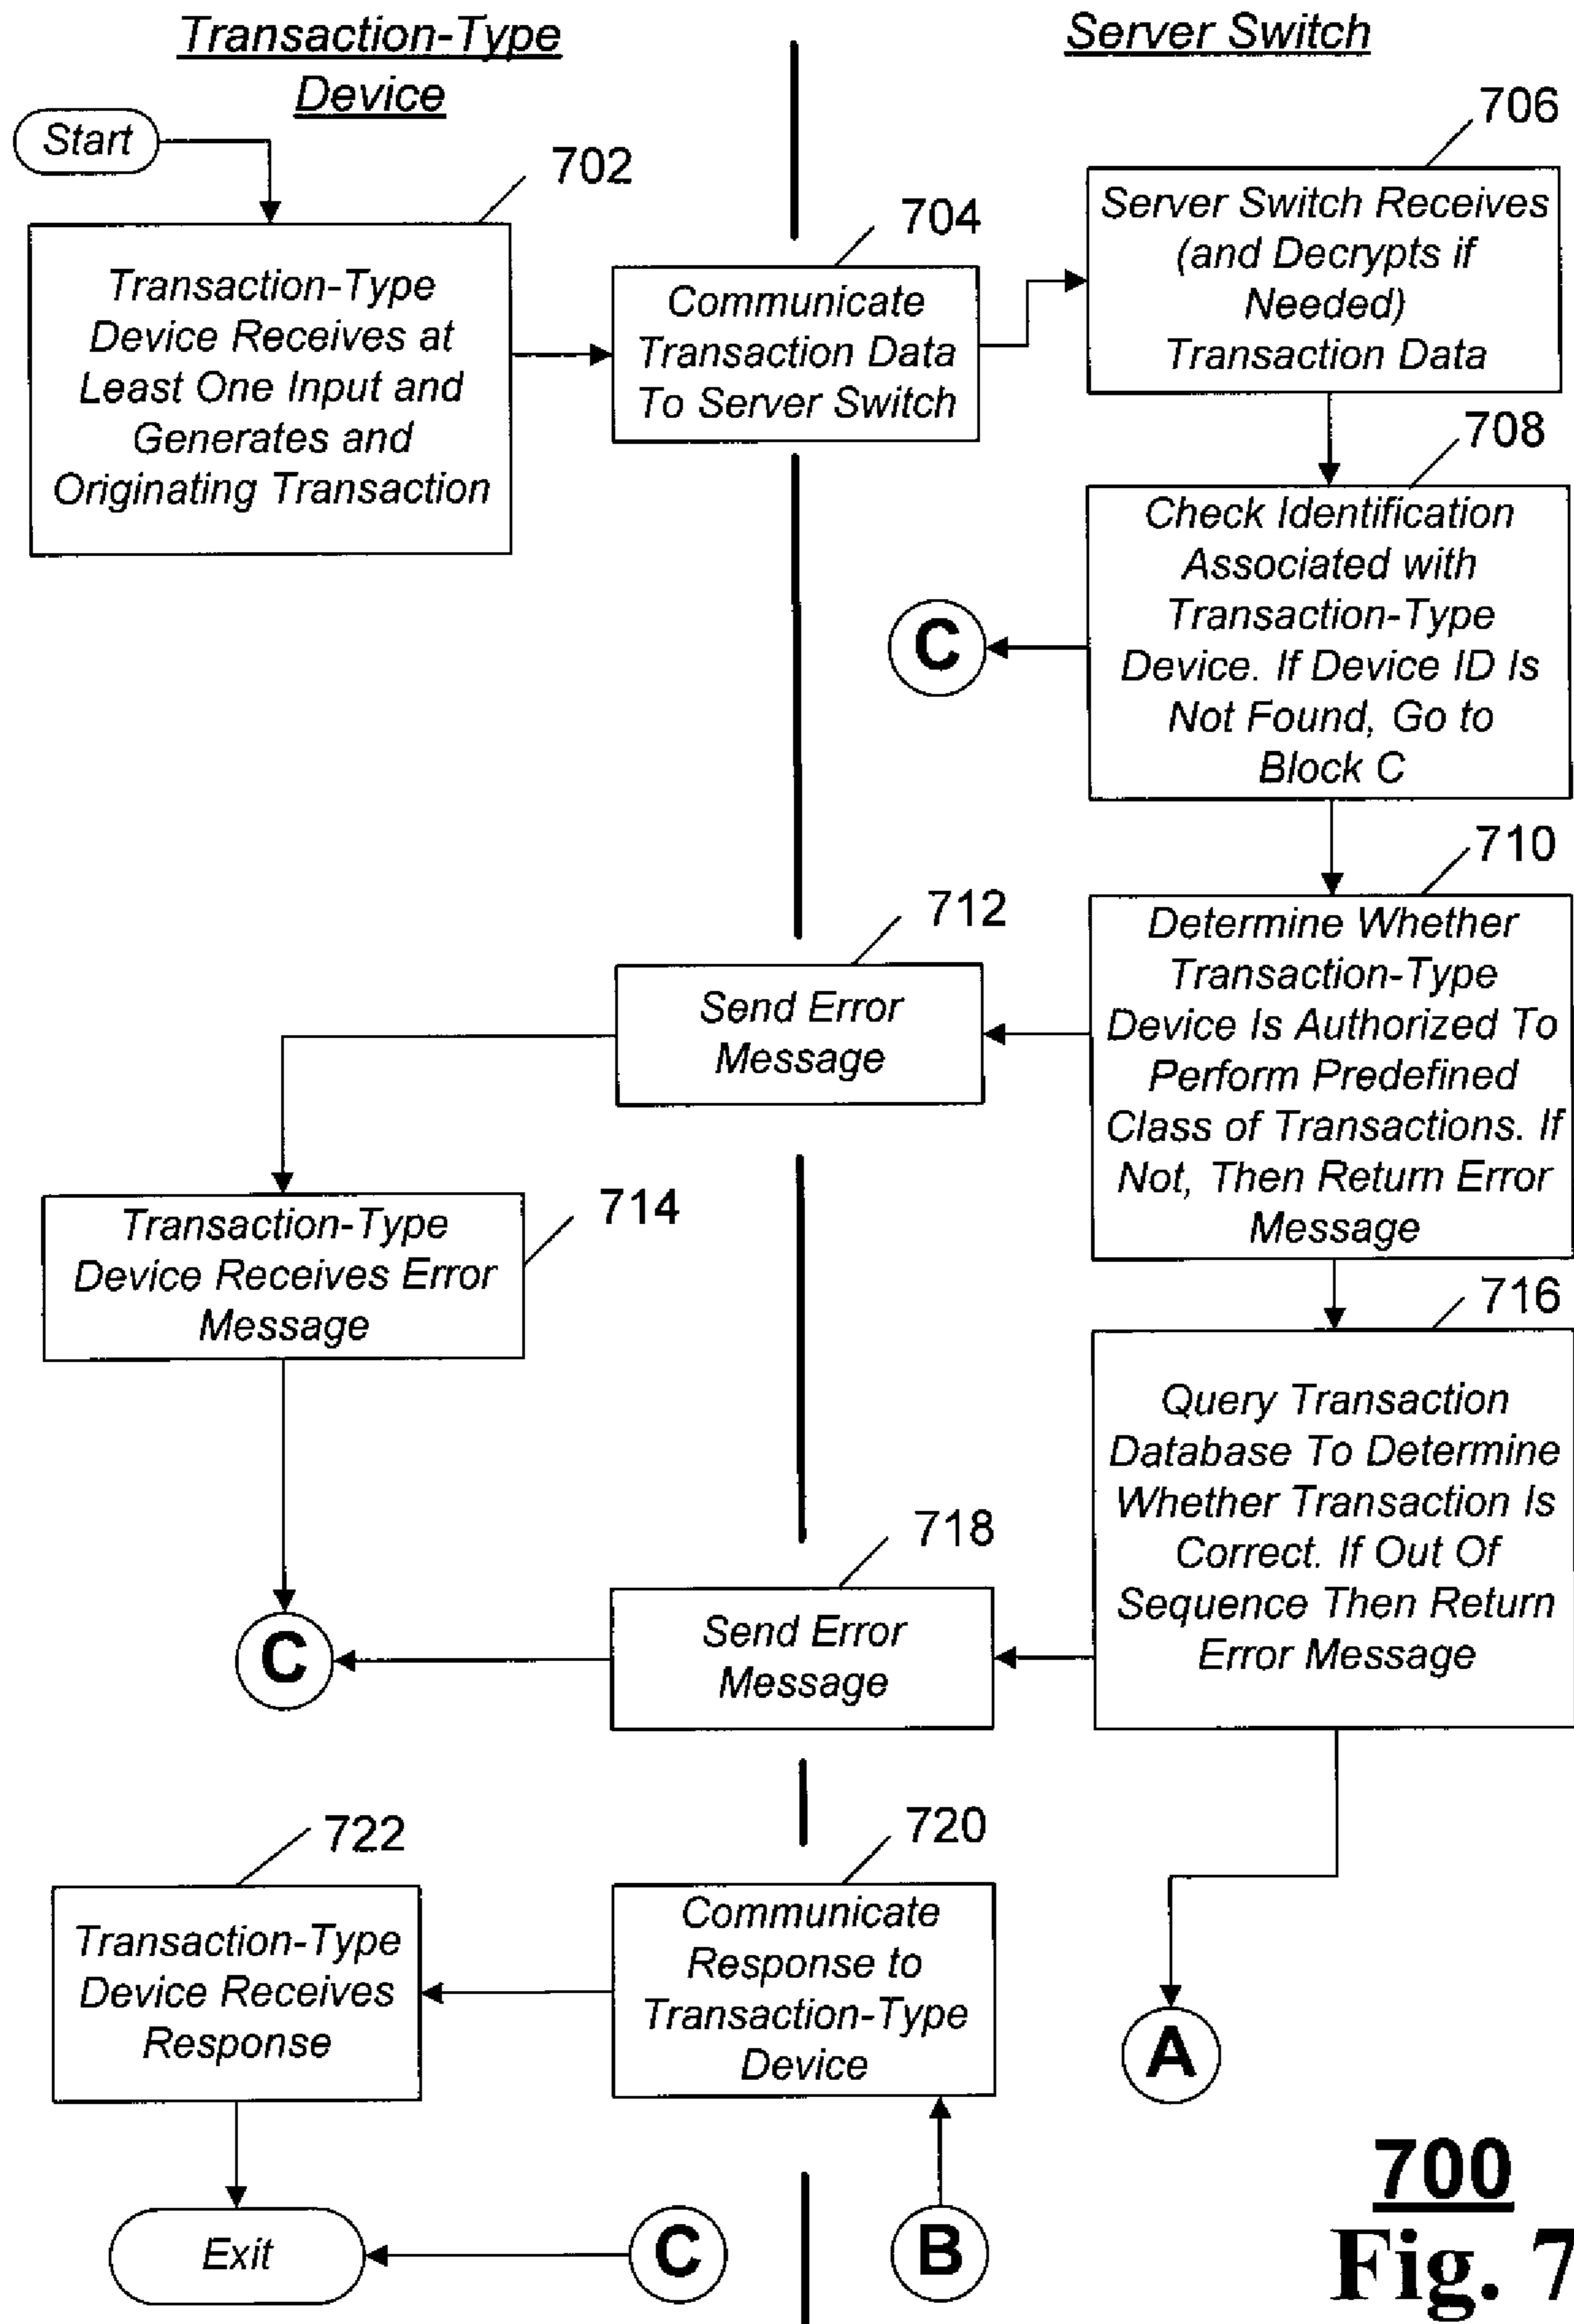 Transaction-Type
Device
Server Switch
Start
702
Transaction-Type
Device Receives at
Least One Input and
Generates and
Originating Transaction
704
Communicate
Transaction Data
To Server Switch
706
Server Switch Receives
(and Decrypts if
Needed)
Transaction Data
708
Check Identification
Associated with
Transaction-Type
Device. If Device ID Is
Not Found, Go to
Block C
C
710
Determine Whether
Transaction-Type
Device Is Authorized To
Perform Predefined
Class of Transactions. If
Not, Then Return Error
Message
712
Send Error
Message
714
Transaction-Type
Device Receives Error
Message
716
Query Transaction
Database To Determine
Whether Transaction Is
Correct. If Out Of
Sequence Then Return
Error Message
718
Send Error
Message
C
722
Transaction-Type
Device Receives
Response
720
Communicate
Response to
Transaction-Type
Device
A
Exit
C
B
700
Fig. 7